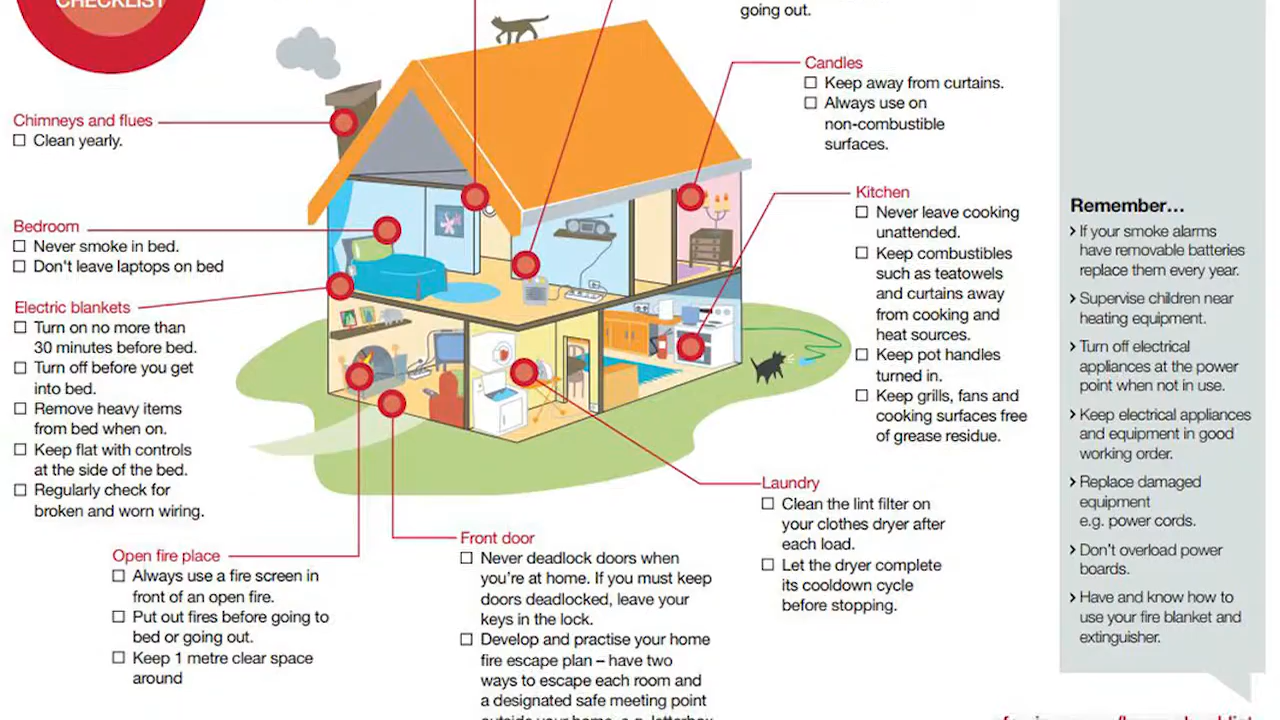 CHECKLIST
going out.
Candles
☐ Keep away from curtains.
☐ Always use on
non-combustible
surfaces.
Chimneys and flues
☐ Clean yearly.
Kitchen
☐ Never leave cooking
unattended.
☐ Keep combustibles
such as teatowels
and curtains away
from cooking and
heat sources.
☐ Keep pot handles
turned in.
☐ Keep grills, fans and
cooking surfaces free
of grease residue.
Bedroom
☐ Never smoke in bed.
☐ Don't leave laptops on bed
Electric blankets
☐ Turn on no more than
30 minutes before bed.
☐ Turn off before you get
into bed.
☐ Remove heavy items
from bed when on.
☐ Keep flat with controls
at the side of the bed.
☐ Regularly check for
broken and worn wiring.
Laundry
☐ Clean the lint filter on
your clothes dryer after
each load.
☐ Let the dryer complete
its cooldown cycle
before stopping.
Open fire place
☐ Always use a fire screen in
front of an open fire.
☐ Put out fires before going to
bed or going out.
☐ Keep 1 metre clear space
around
Front door
☐ Never deadlock doors when
you're at home. If you must keep
doors deadlocked, leave your
keys in the lock.
☐ Develop and practise your home
fire escape plan – have two
ways to escape each room and
a designated safe meeting point
outside your home, e.g. letterbox
Remember…
› If your smoke alarms
have removable batteries
replace them every year.
› Supervise children near
heating equipment.
› Turn off electrical
appliances at the power
point when not in use.
› Keep electrical appliances
and equipment in good
working order.
› Replace damaged
equipment
e.g. power cords.
› Don't overload power
boards.
› Have and know how to
use your fire blanket and
extinguisher.